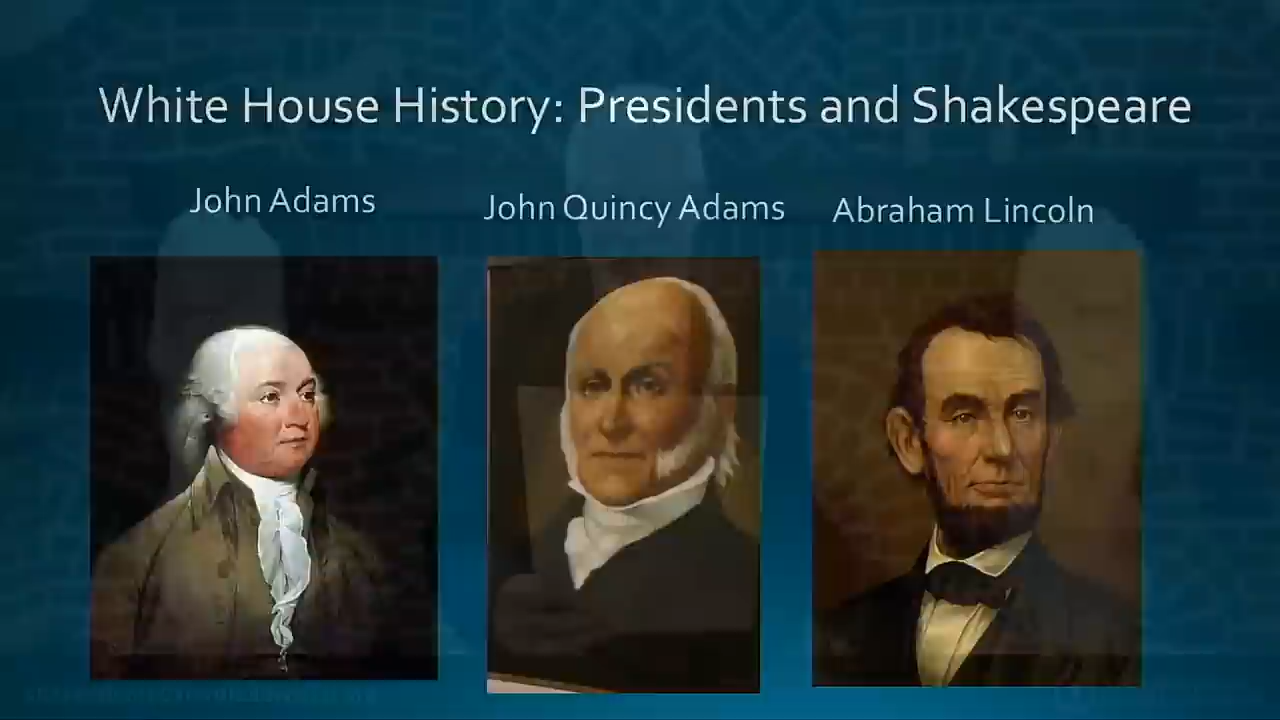 White House History: Presidents and Shakespeare
John Adams
John Quincy Adams
Abraham Lincoln